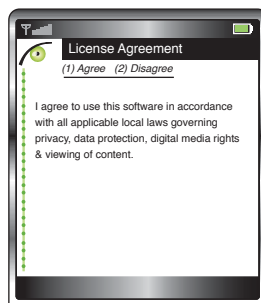 License Agreement
(1) Agree (2) Disagree
I agree to use this software in accordance
with all applicable local laws governing
privacy, data protection, digital media rights
& viewing of content.